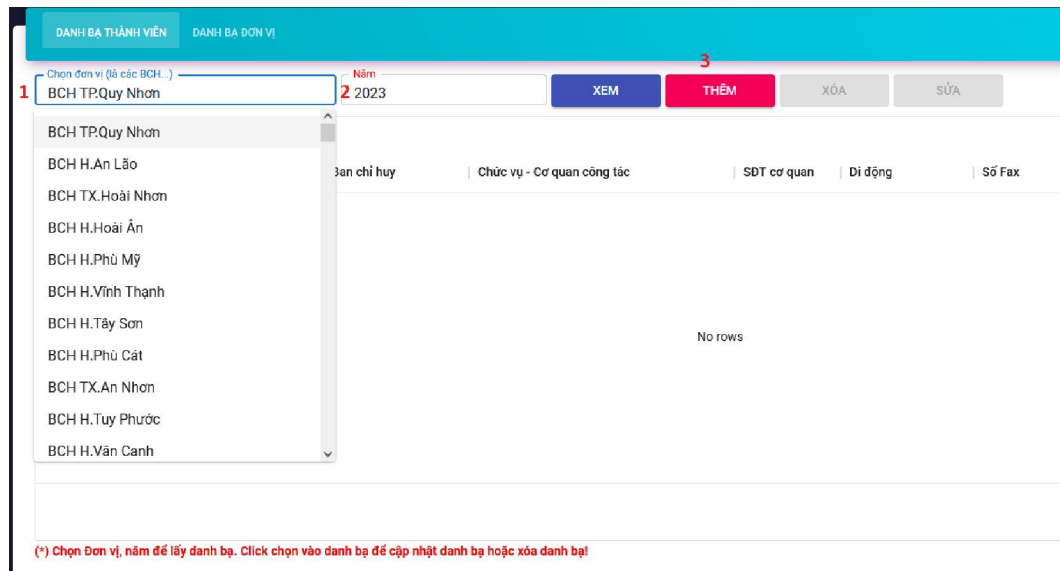 DANH BẠ THÀNH VIÊN DANH BẠ ĐƠN VỊ
3
Chọn đơn vị (là các BCH...) Năm
1 BCH TP.Quy Nhơn 2 2023 XEM THÊM XÓA SỬA
BCH TP.Quy Nhơn
BCH H.An Lão
Ban chỉ huy Chức vụ - Cơ quan công tác SĐT cơ quan Di động Số Fax
BCH TX.Hoài Nhơn
BCH H.Hoài Ân
BCH H.Phù Mỹ
BCH H.Vĩnh Thạnh
BCH H.Tây Sơn
No rows
BCH H.Phù Cát
BCH TX.An Nhơn
BCH H.Tuy Phước
BCH H.Vân Canh
(*) Chọn Đơn vị, năm để lấy danh bạ. Click chọn vào danh bạ để cập nhật danh bạ hoặc xóa danh bạ!